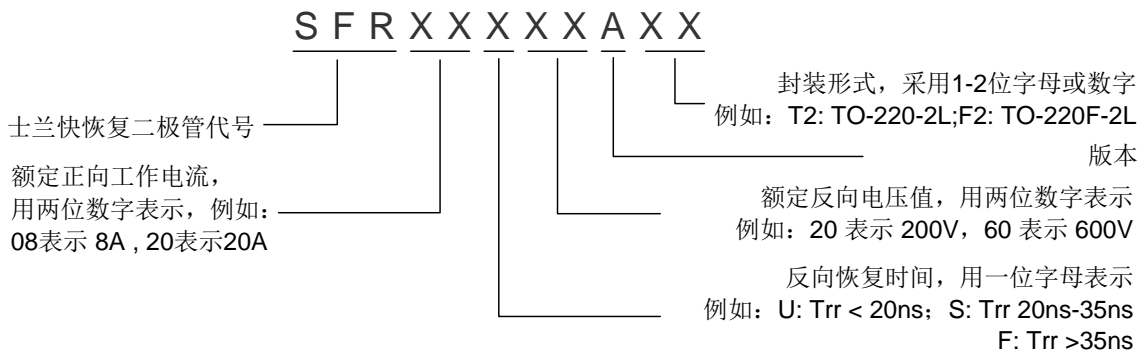 S F R X X X X X A X X
封装形式，采用1-2位字母或数字
例如：T2: TO-220-2L;F2: TO-220F-2L
士兰快恢复二极管代号
版本
额定正向工作电流，
用两位数字表示，例如：
08表示 8A , 20表示20A
额定反向电压值，用两位数字表示
例如：20 表示 200V，60 表示 600V
反向恢复时间，用一位字母表示
例如：U: Trr < 20ns；S: Trr 20ns-35ns
F: Trr >35ns